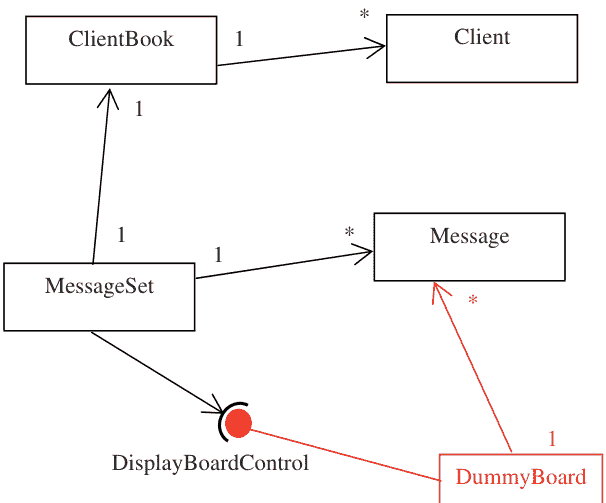 ClientBook
1
*
Client
1
1
1
*
Message
MessageSet
*
DisplayBoardControl
1
DummyBoard